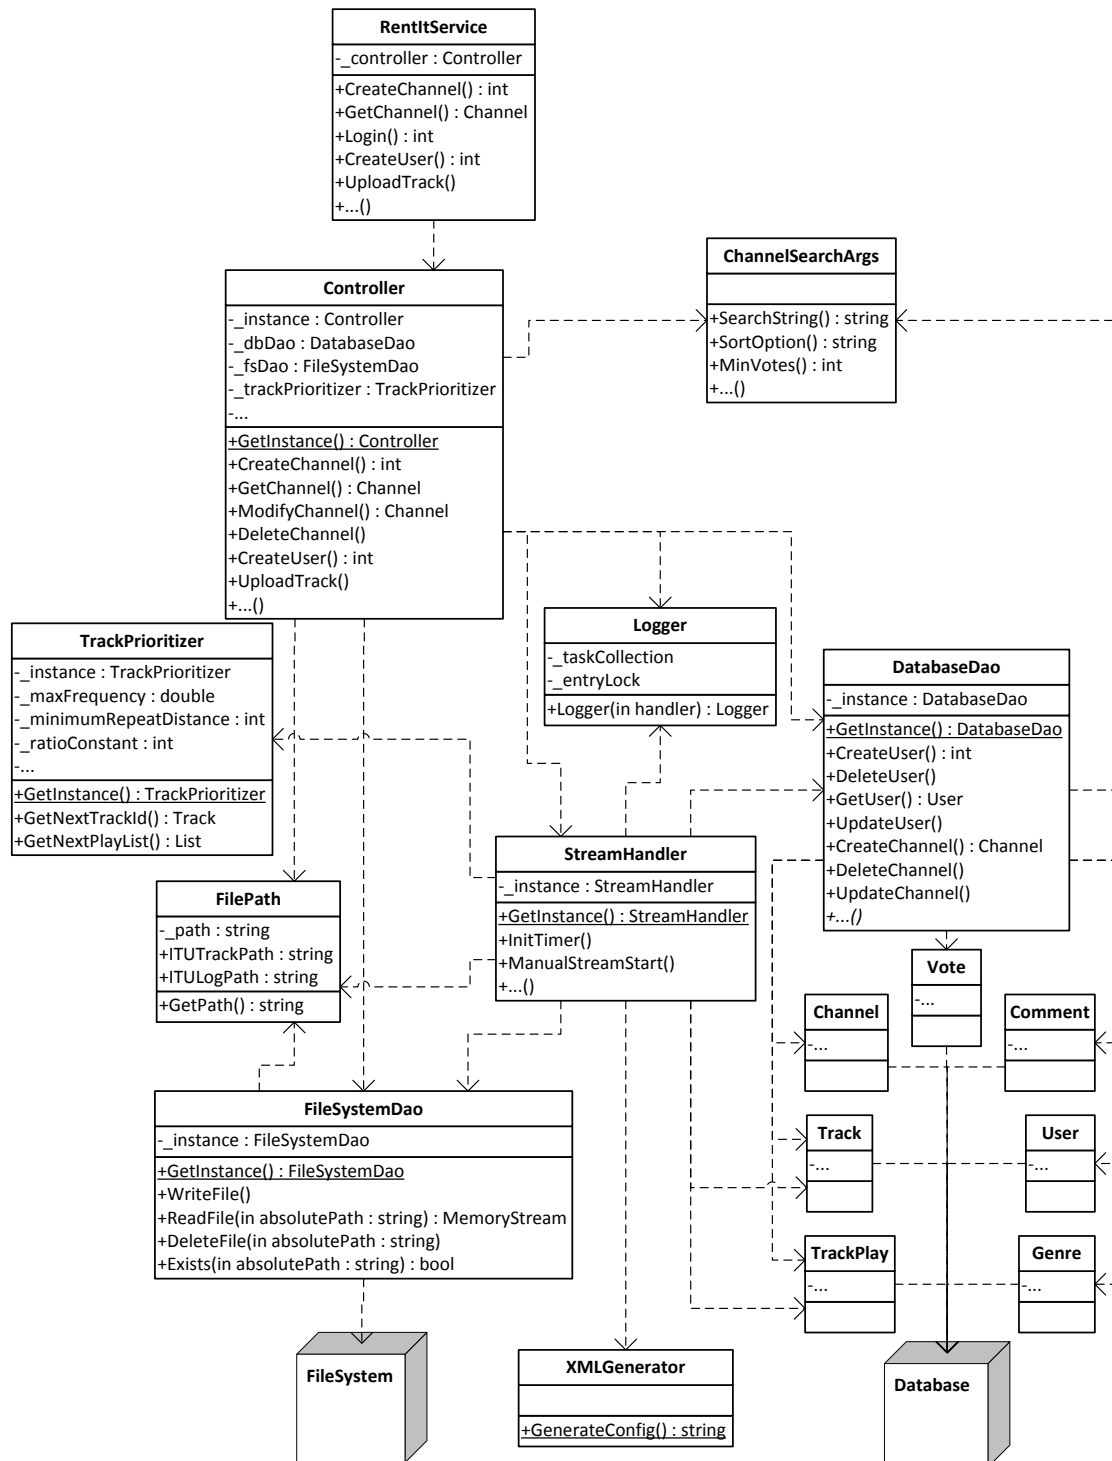 RentItService
-_controller : Controller
+CreateChannel() : int
+GetChannel() : Channel
+Login() : int
+CreateUser() : int
+UploadTrack()
+...()
ChannelSearchArgs
+SearchString() : string
+SortOption() : string
+MinVotes() : int
+...()
Controller
-_instance : Controller
-_dbDao : DatabaseDao
-_fsDao : FileSystemDao
-_trackPrioritizer : TrackPrioritizer
-...
+GetInstance() : Controller
+CreateChannel() : int
+GetChannel() : Channel
+ModifyChannel() : Channel
+DeleteChannel()
+CreateUser() : int
+UploadTrack()
+...()
TrackPrioritizer
-_instance : TrackPrioritizer
-_maxFrequency : double
-_minimumRepeatDistance : int
-_ratioConstant : int
-...
+GetInstance() : TrackPrioritizer
+GetNextTrackId() : Track
+GetNextPlayList() : List
Logger
-_taskCollection
-_entryLock
+Logger(in handler) : Logger
DatabaseDao
-_instance : DatabaseDao
+GetInstance() : DatabaseDao
+CreateUser() : int
+DeleteUser()
+GetUser() : User
+UpdateUser()
+CreateChannel() : Channel
+DeleteChannel()
+UpdateChannel()
+...()
StreamHandler
-_instance : StreamHandler
+GetInstance() : StreamHandler
+InitTimer()
+ManualStreamStart()
+...()
FilePath
-_path : string
+ITUTrackPath : string
+ITULogPath : string
+GetPath() : string
Vote
-...
Channel
-...
Comment
-...
FileSystemDao
-_instance : FileSystemDao
+GetInstance() : FileSystemDao
+WriteFile()
+ReadFile(in absolutePath : string) : MemoryStream
+DeleteFile(in absolutePath : string)
+Exists(in absolutePath : string) : bool
Track
-...
User
-...
TrackPlay
-...
Genre
-...
FileSystem
XMLGenerator
+GenerateConfig() : string
Database